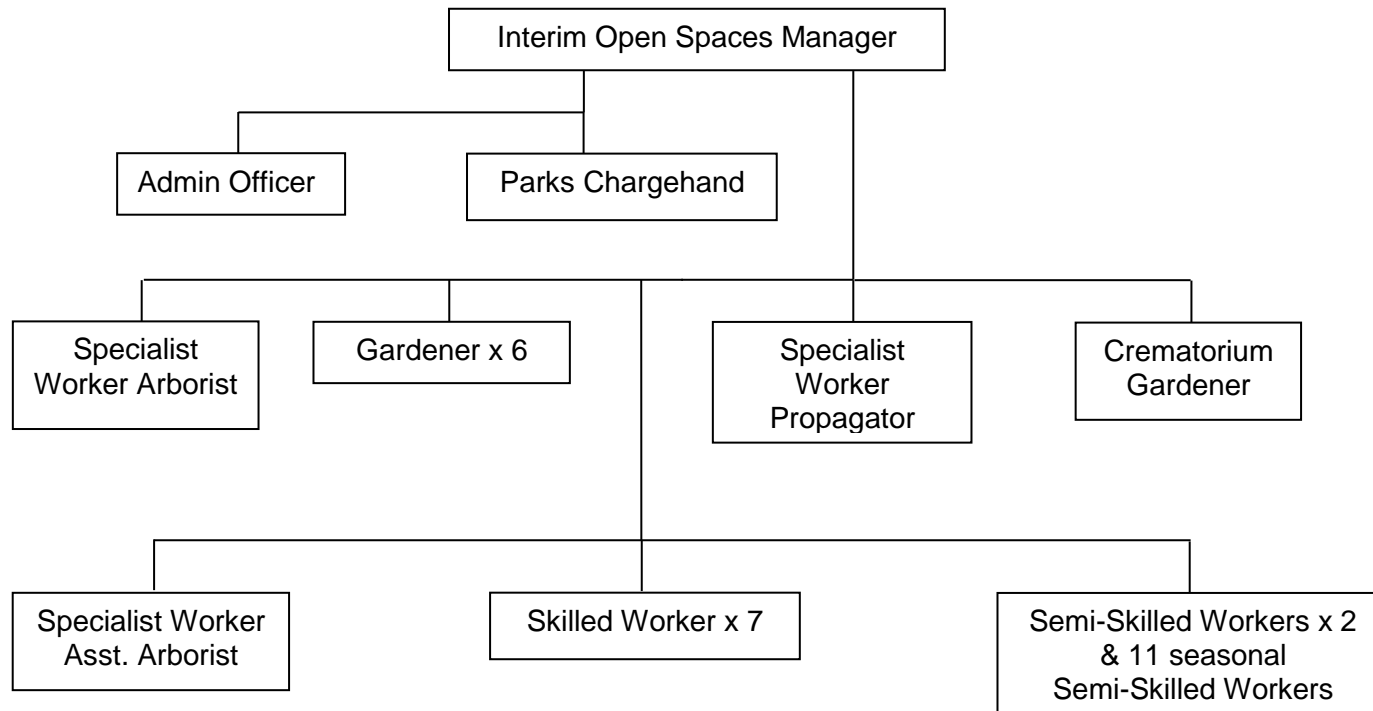 Interim Open Spaces Manager
Admin Officer
Parks Chargehand
Specialist
Worker Arborist
Gardener x 6
Specialist
Worker
Propagator
Crematorium
Gardener
Specialist Worker
Asst. Arborist
Skilled Worker x 7
Semi-Skilled Workers x 2
& 11 seasonal
Semi-Skilled Workers